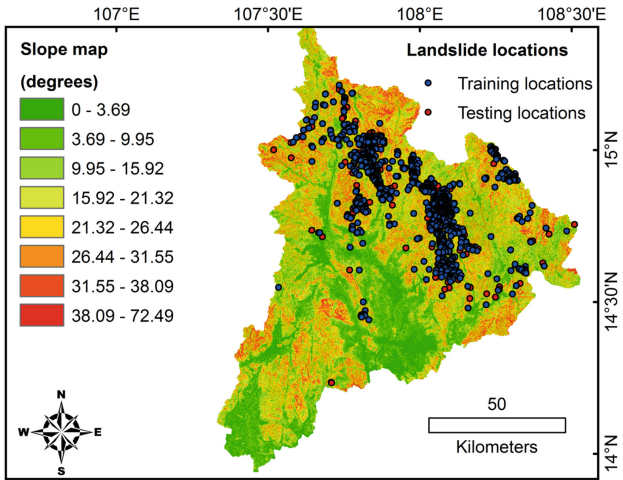 107°E 107°30'E 108°E 108°30'E
Slope map
(degrees)
0 - 3.69
3.69 - 9.95
9.95 - 15.92
15.92 - 21.32
21.32 - 26.44
26.44 - 31.55
31.55 - 38.09
38.09 - 72.49
Landslide locations
Training locations
Testing locations
15°N
14°30'N
14°N
N
W E
S
50
Kilometers